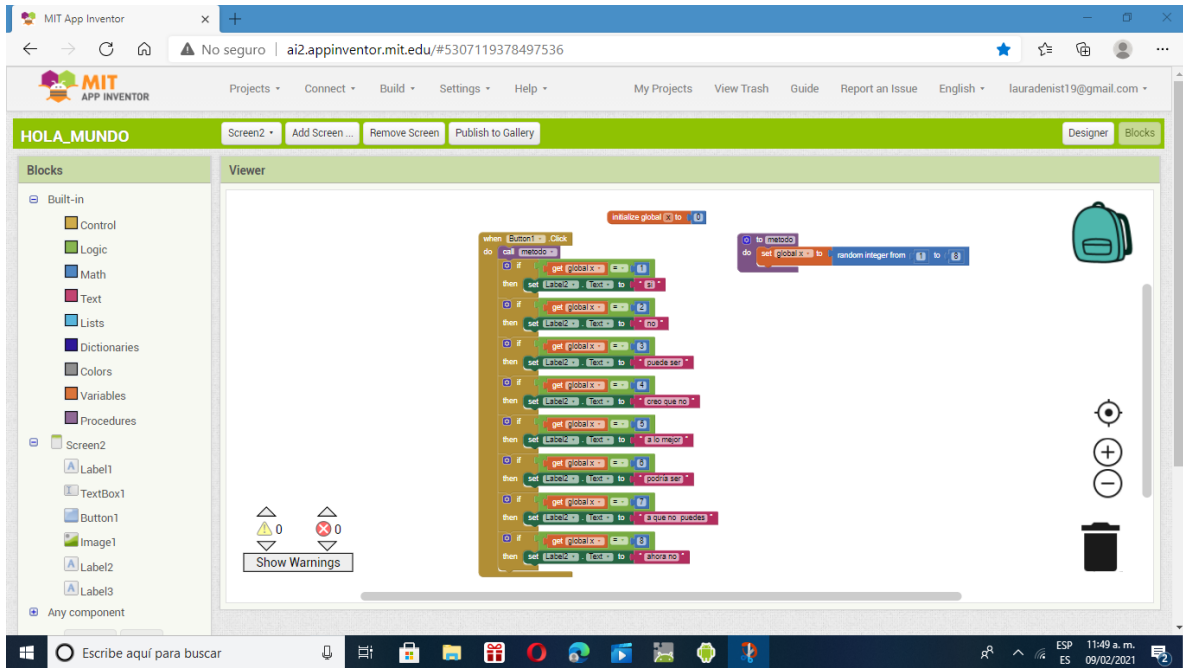 MIT App Inventor
No seguro
ai2.appinventor.mit.edu/#5307119378497536
MIT
APP INVENTOR
Projects Connect Build Settings Help My Projects View Trash Guide Report an Issue English lauradenist19@gmail.com
HOLA_MUNDO
Screen2 Add Screen ... Remove Screen Publish to Gallery Designer Blocks
Blocks
Viewer
Built-in
Control
Logic
Math
Text
Lists
Dictionaries
Colors
Variables
Procedures
Screen2
Label1
TextBox1
Button1
Image1
Label2
Label3
Any component
initialize global x to 0
when Button1 . Click
do call metodo
if get global x = 1
then set Label2 . Text to " si "
if get global x = 2
then set Label2 . Text to " no "
if get global x = 3
then set Label2 . Text to " puede ser "
if get global x = 4
then set Label2 . Text to " creo que no "
if get global x = 5
then set Label2 . Text to " a lo mejor "
if get global x = 6
then set Label2 . Text to " podria ser "
if get global x = 7
then set Label2 . Text to " a que no puedes "
if get global x = 8
then set Label2 . Text to " ahora no "
to metodo
do set global x to random integer from 1 to 8
0 0
Show Warnings
Escribe aquí para buscar
ESP
ES
11:49 a. m.
09/02/2021
2